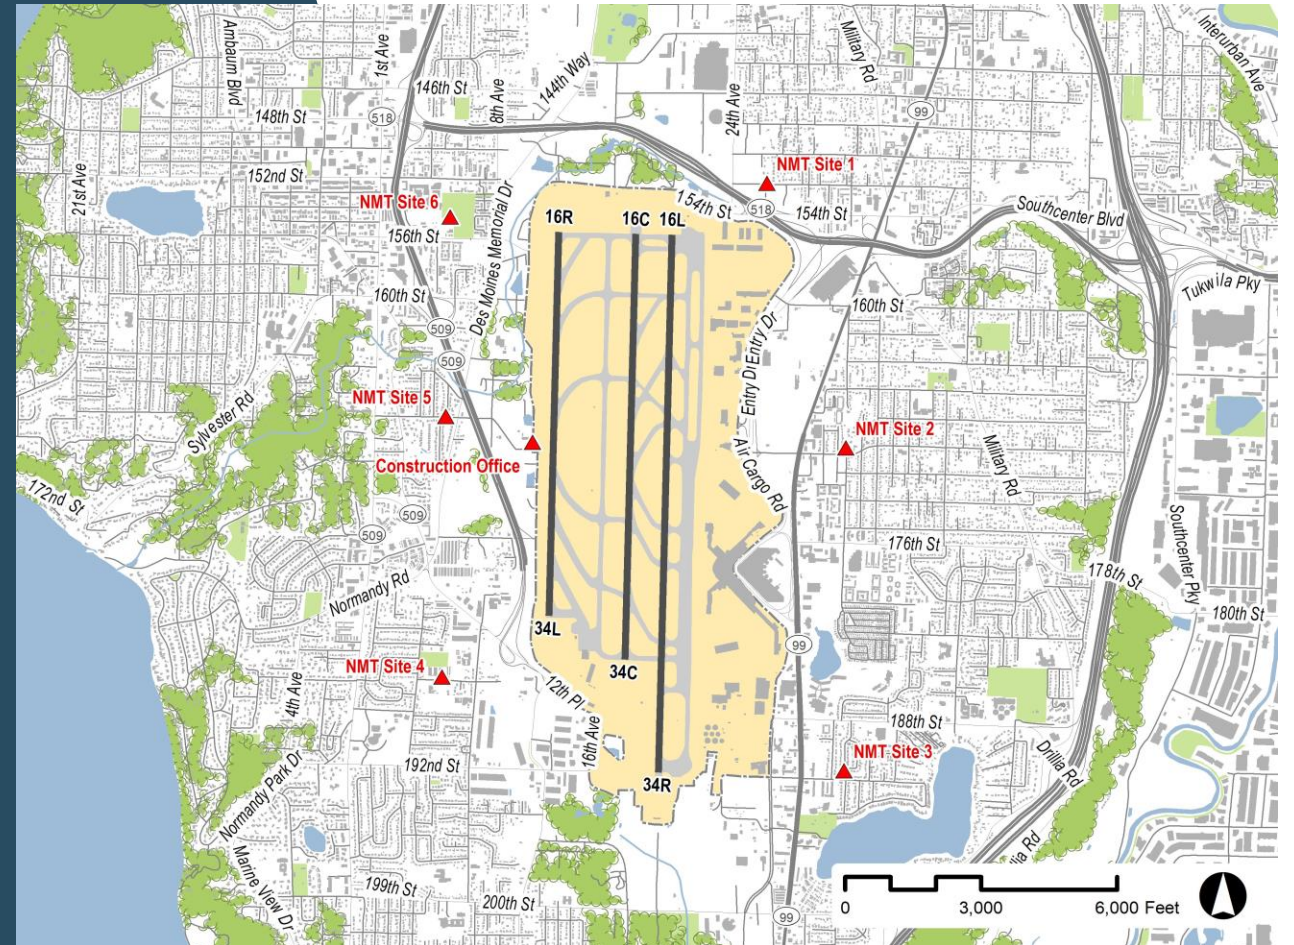 Ambaum Blvd
1st Ave
146th St
8th Ave
144th Way
24th Ave
Military Rd
Interurban Ave
99
148th St
518
152nd St
21st Ave
NMT Site 6
156th St
Des Moines Memorial Dr
NMT Site 1
154th St
518
154th St
Southcenter Blvd
16R
16C
16L
Tukwila Pky
160th St
509
509
160th St
Entry Dr
Entry Dr
NMT Site 5
Sylvester Rd
Construction Office
NMT Site 2
Air Cargo Rd
Military Rd
172nd St
509
509
176th St
Southcenter Pky
178th St
180th St
Normandy Rd
34L
34C
99
NMT Site 4
4th Ave
12th Pl
16th Ave
188th St
192nd St
34R
NMT Site 3
Drillia Rd
Normandy Park Dr
Marine View Dr
lia Rd
199th St
200th St
99
0 3,000 6,000 Feet